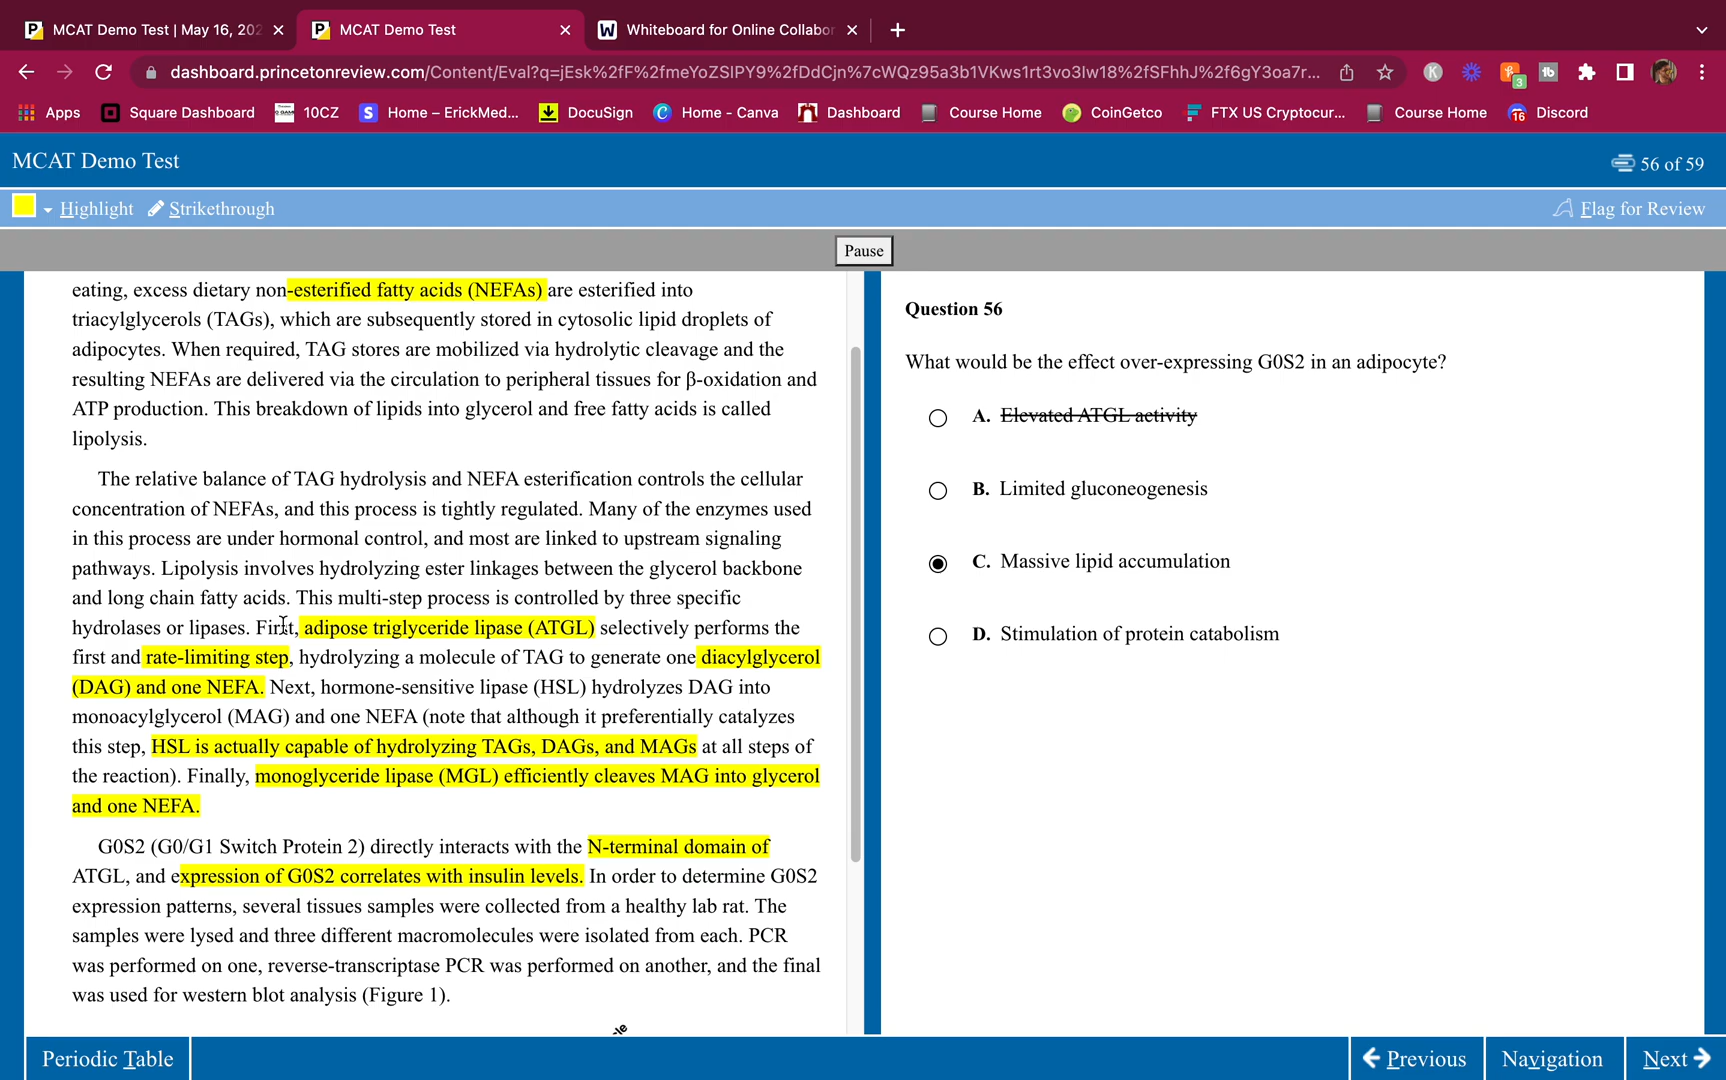 MCAT Demo Test | May 16, 202
MCAT Demo Test
Whiteboard for Online Collabor
dashboard.princetonreview.com/Content/Eval?q=jEsk%2fF%2fmeYoZSIPY9%2fDdCjn%7cWQz95a3b1VKws1rt3vo3lw18%2fSFhhJ%2f6gY3oa7r...
Apps
Square Dashboard
10CZ
Home – ErickMed...
DocuSign
Home - Canva
Dashboard
Course Home
CoinGetco
FTX US Cryptocur...
Course Home
16
Discord
MCAT Demo Test
56 of 59
Highlight
Strikethrough
Flag for Review
Pause
eating, excess dietary non-esterified fatty acids (NEFAs) are esterified into
triacylglycerols (TAGs), which are subsequently stored in cytosolic lipid droplets of
adipocytes. When required, TAG stores are mobilized via hydrolytic cleavage and the
resulting NEFAs are delivered via the circulation to peripheral tissues for β-oxidation and
ATP production. This breakdown of lipids into glycerol and free fatty acids is called
lipolysis.
The relative balance of TAG hydrolysis and NEFA esterification controls the cellular
concentration of NEFAs, and this process is tightly regulated. Many of the enzymes used
in this process are under hormonal control, and most are linked to upstream signaling
pathways. Lipolysis involves hydrolyzing ester linkages between the glycerol backbone
and long chain fatty acids. This multi-step process is controlled by three specific
hydrolases or lipases. First, adipose triglyceride lipase (ATGL) selectively performs the
first and rate-limiting step, hydrolyzing a molecule of TAG to generate one diacylglycerol
(DAG) and one NEFA. Next, hormone-sensitive lipase (HSL) hydrolyzes DAG into
monoacylglycerol (MAG) and one NEFA (note that although it preferentially catalyzes
this step, HSL is actually capable of hydrolyzing TAGs, DAGs, and MAGs at all steps of
the reaction). Finally, monoglyceride lipase (MGL) efficiently cleaves MAG into glycerol
and one NEFA.
G0S2 (G0/G1 Switch Protein 2) directly interacts with the N-terminal domain of
ATGL, and expression of G0S2 correlates with insulin levels. In order to determine G0S2
expression patterns, several tissues samples were collected from a healthy lab rat. The
samples were lysed and three different macromolecules were isolated from each. PCR
was performed on one, reverse-transcriptase PCR was performed on another, and the final
was used for western blot analysis (Figure 1).
Question 56
What would be the effect over-expressing G0S2 in an adipocyte?
A. Elevated ATGL activity
B. Limited gluconeogenesis
C. Massive lipid accumulation
D. Stimulation of protein catabolism
Periodic Table
Previous
Navigation
Next